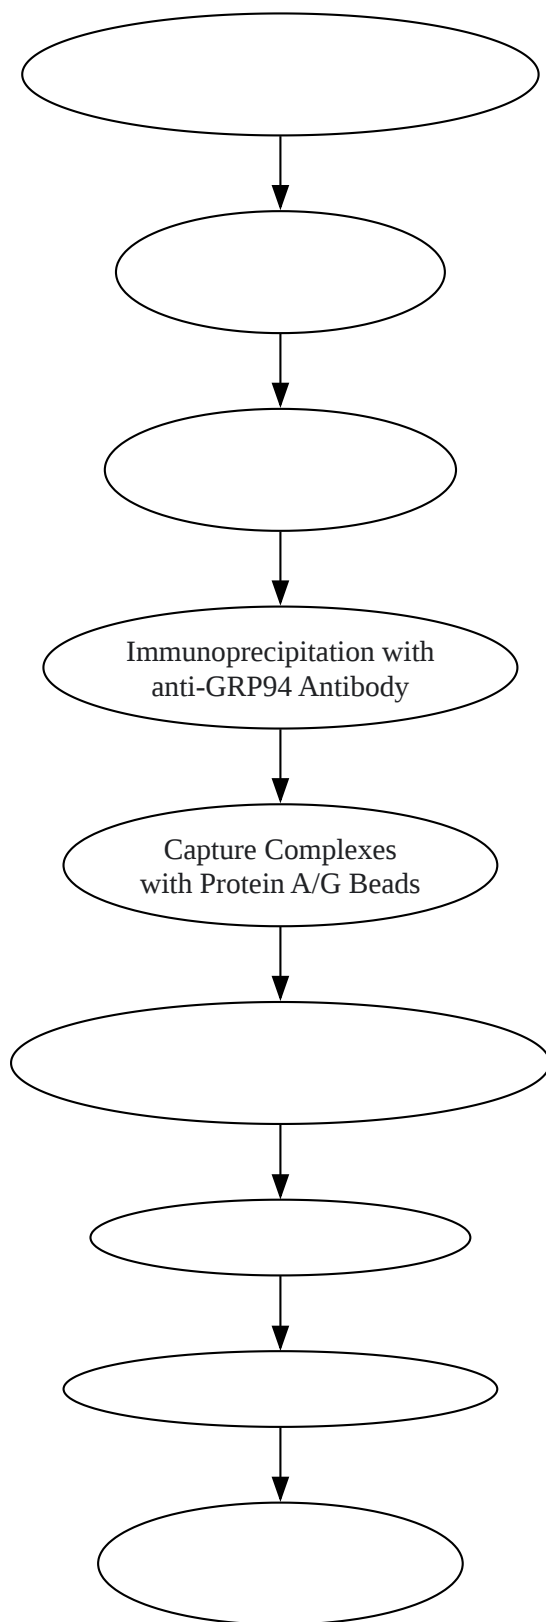 Immunoprecipitation with
anti-GRP94 Antibody
Capture Complexes
with Protein A/G Beads